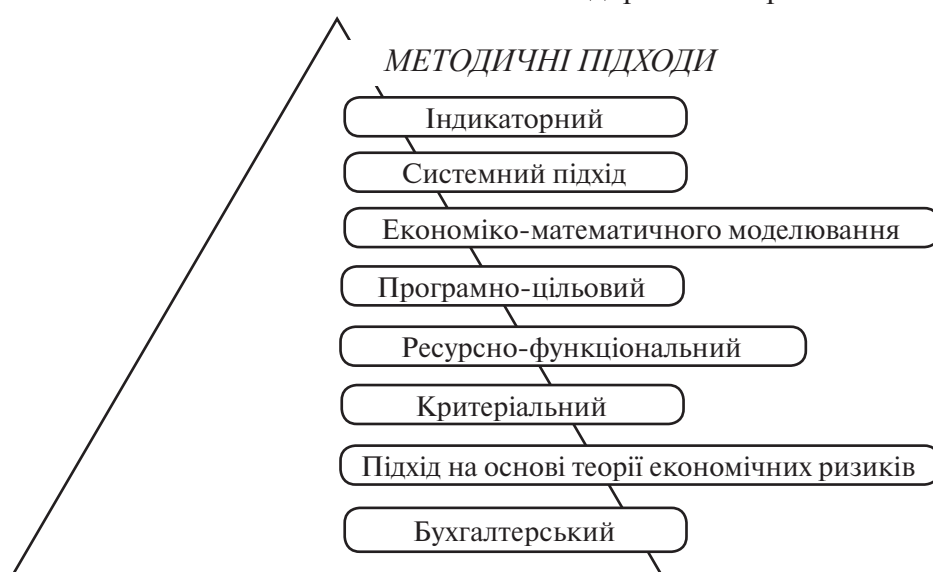 МЕТОДИЧНІ ПІДХОДИ
Індикаторний
Системний підхід
Економіко-математичного моделювання
Програмно-цільовий
Ресурсно-функціональний
Критеріальний
Підхід на основі теорії економічних ризиків
Бухгалтерський